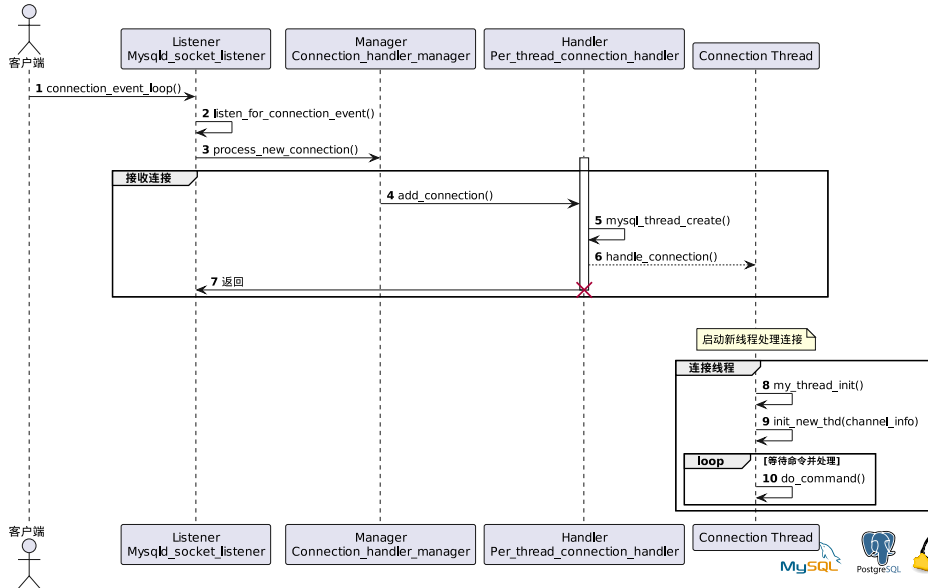 客户端
Listener
Mysqld_socket_listener
Manager
Connection_handler_manager
Handler
Per_thread_connection_handler
Connection Thread
1 connection_event_loop()
2 listen_for_connection_event()
3 process_new_connection()
接收连接
4 add_connection()
5 mysql_thread_create()
6 handle_connection()
7 返回
启动新线程处理连接
连接线程
8 my_thread_init()
9 init_new_thd(channel_info)
loop [等待命令并处理]
10 do_command()
客户端
Listener
Mysqld_socket_listener
Manager
Connection_handler_manager
Handler
Per_thread_connection_handler
Connection Thread
MySQL
PostgreSQL